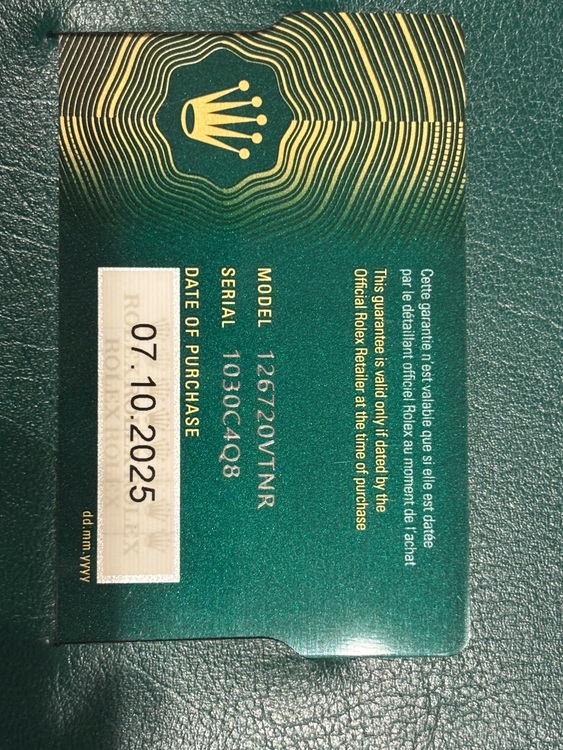 Cette garantie n'est valable que si elle est datée
par le détaillant officiel Rolex au moment de l'achat
This guarantee is valid only if dated by the
Official Rolex Retailer at the time of purchase
MODEL 126720VTNR
SERIAL 1030C4Q8
DATE OF PURCHASE
07.10.2025
ROLEX ROLEX
dd.mm.yyyy